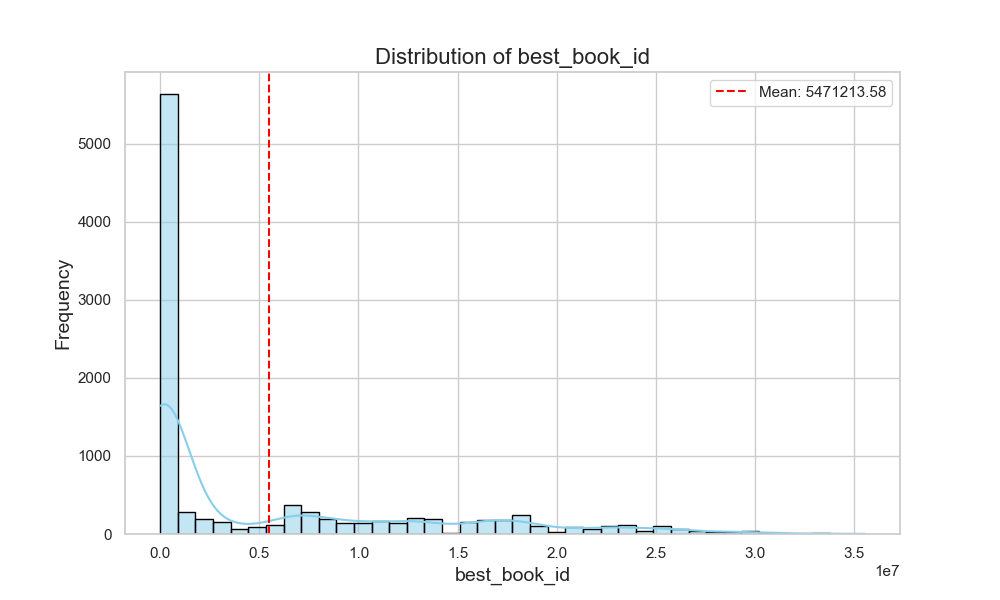 Distribution of best_book_id
Mean: 5471213.58
Frequency
5000
4000
3000
2000
1000
0
0.0 0.5 1.0 1.5 2.0 2.5 3.0 3.5
1e7
best_book_id